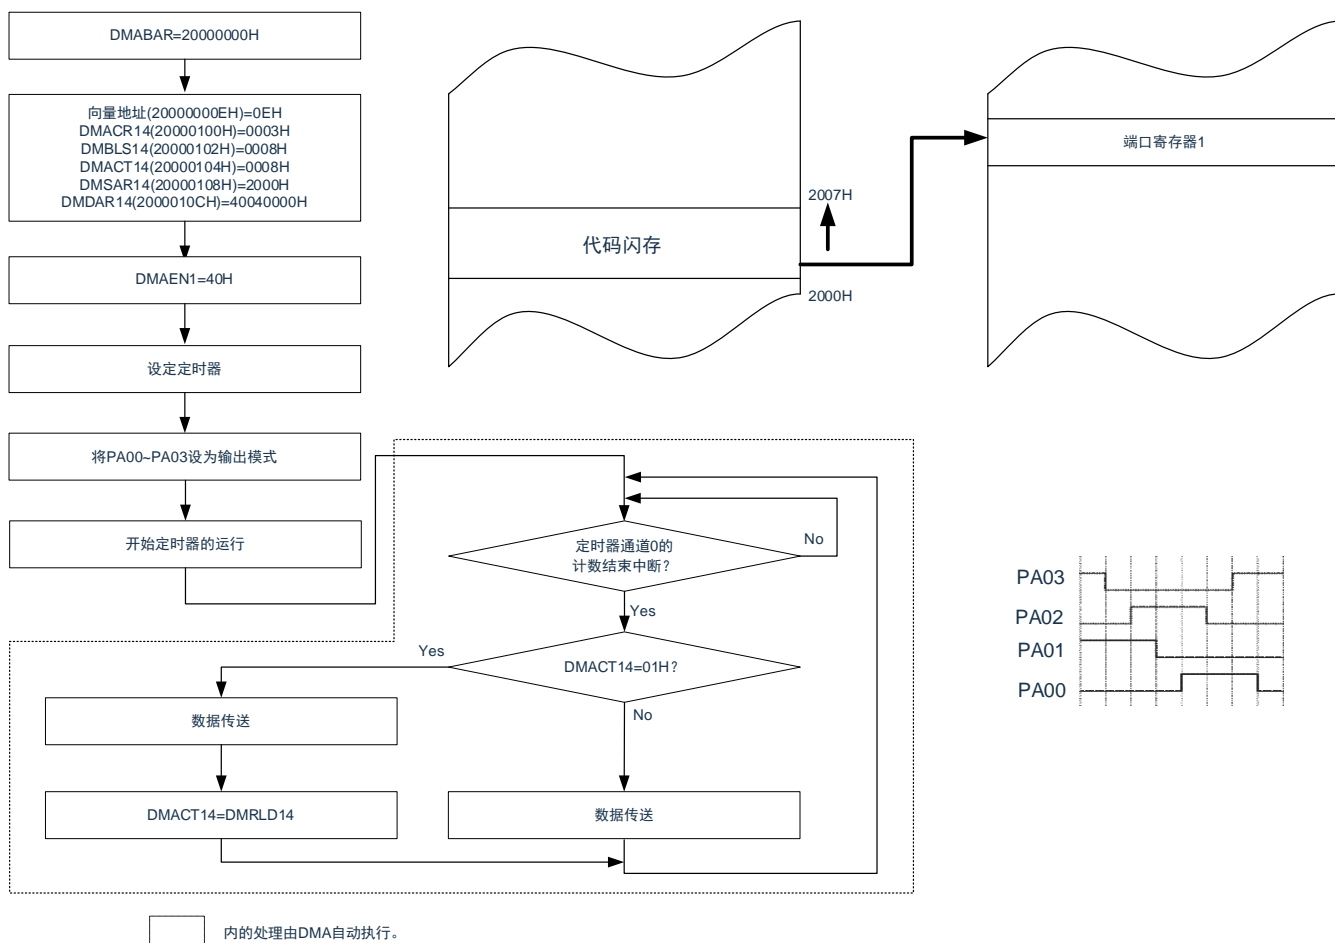 DMABAR=20000000H
向量地址(20000000EH)=0EH
DMACR14(20000100H)=0003H
DMBLS14(20000102H)=0008H
DMACT14(20000104H)=0008H
DMSAR14(20000108H)=2000H
DMDAR14(2000010CH)=40040000H
DMAEN1=40H
设定定时器
将PA00~PA03设为输出模式
开始定时器的运行
代码闪存
2007H
2000H
端口寄存器1
定时器通道0的
计数结束中断?
No
Yes
DMACT14=01H?
Yes
No
数据传送
DMACT14=DMRLD14
数据传送
PA03
PA02
PA01
PA00
内的处理由DMA自动执行。